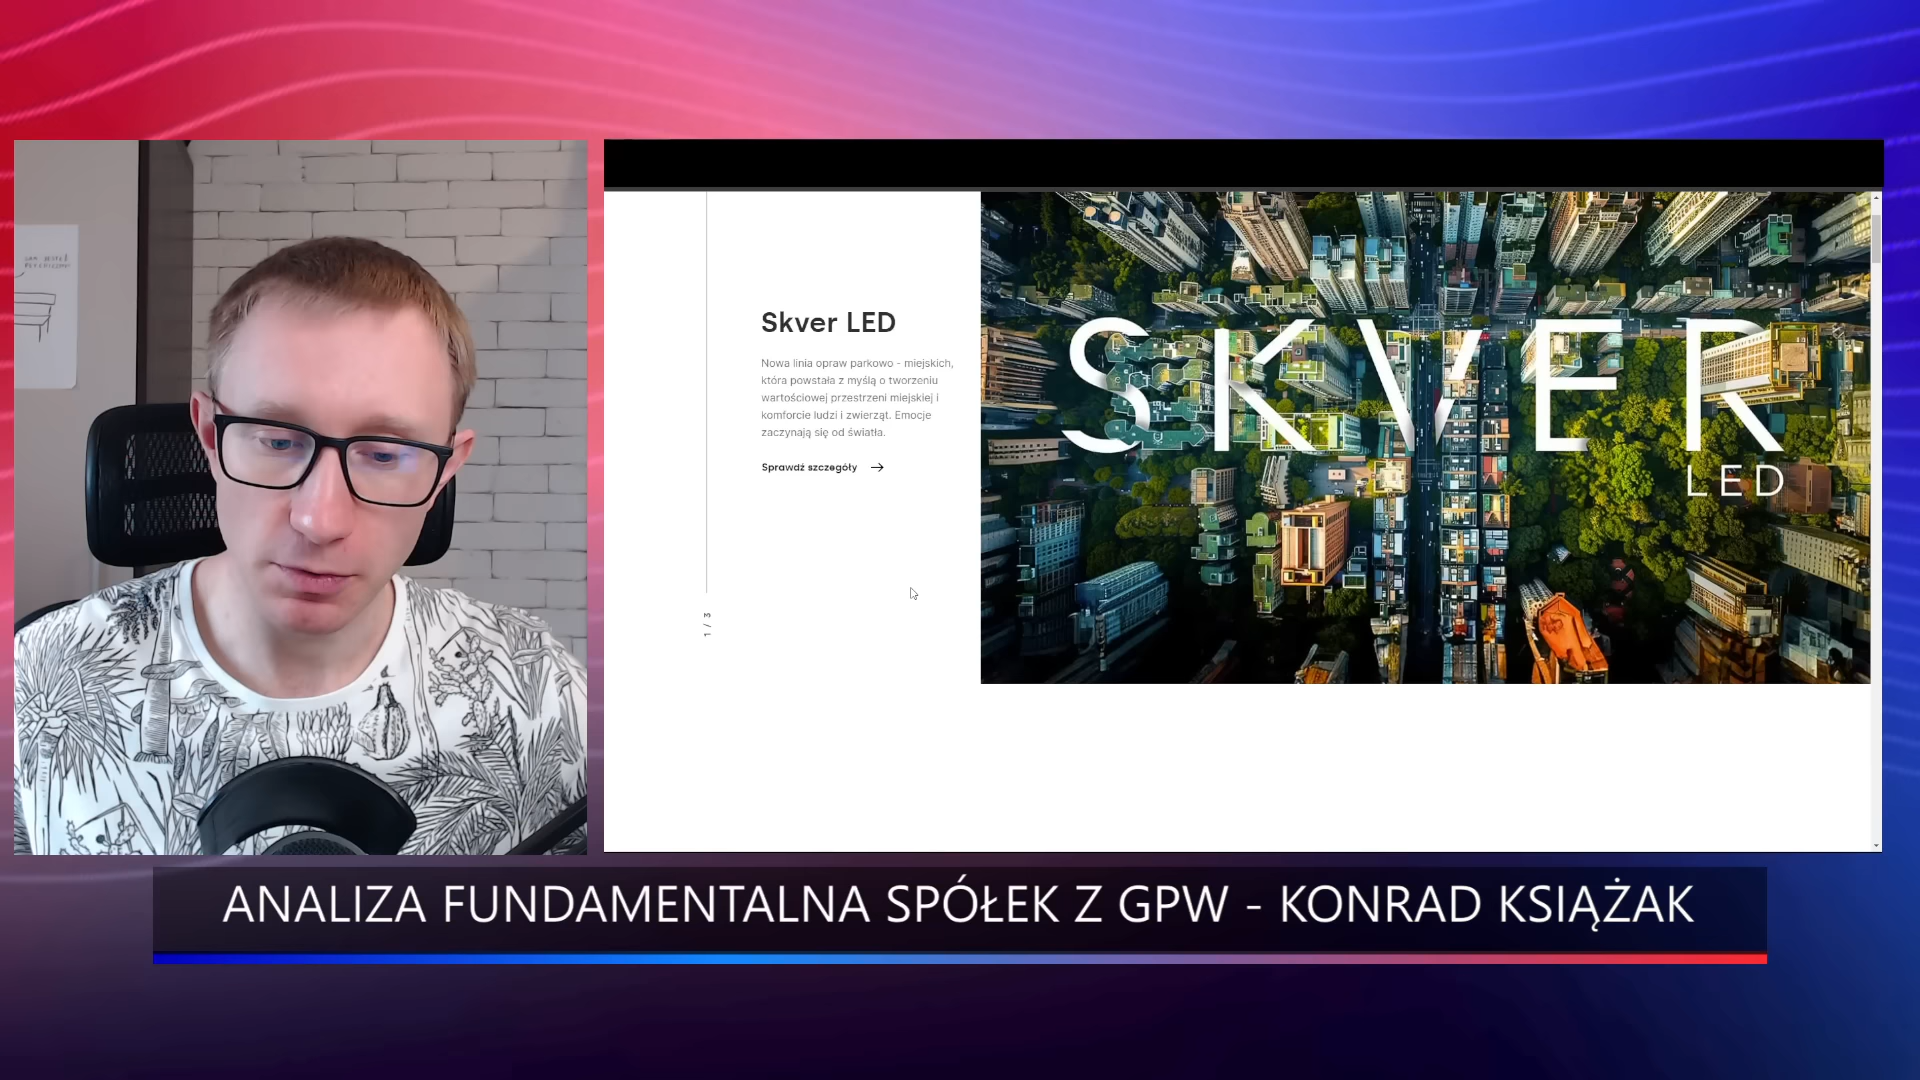 Skver LED
Nowa linia opraw parkowo - miejskich,
która powstała z myślą o tworzeniu
wartościowej przestrzeni miejskiej i
komforcie ludzi i zwierząt. Emocje
zaczynają się od światła.
Sprawdź szczegóły
1 / 3
SKVER
LED
ANALIZA FUNDAMENTALNA SPÓŁEK Z GPW - KONRAD KSIĄŻAK